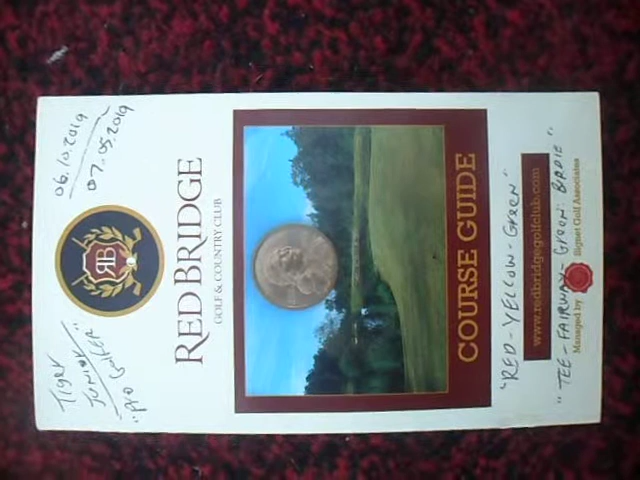 06.10.2019
07.05.2019
RB
Tiger
JUNIOR
"pro GOLFER"
RED BRIDGE
GOLF & COUNTRY CLUB
COURSE GUIDE
"RED-YELLOW-GREEN"
www.redbridgegolfclub.com
"TEE-FAIRWAY-GREEN: BIRDIE"
Managed by Signet Golf Associates